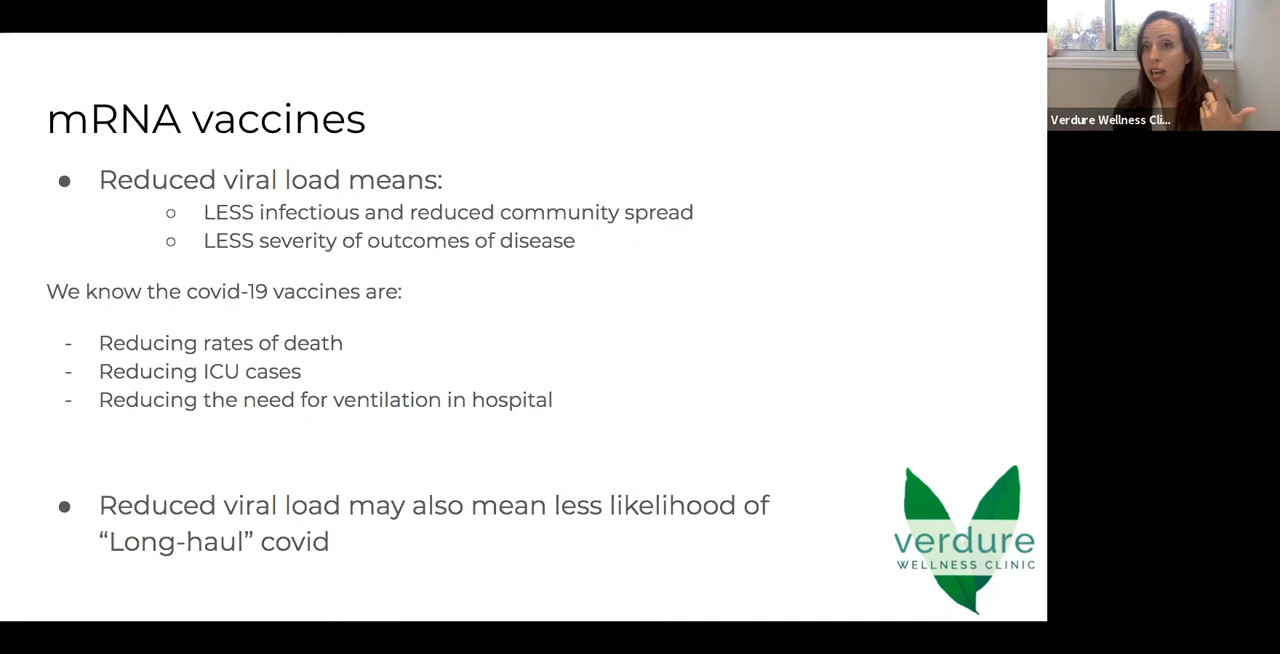 mRNA vaccines
● Reduced viral load means:
○ LESS infectious and reduced community spread
○ LESS severity of outcomes of disease
We know the covid-19 vaccines are:
- Reducing rates of death
- Reducing ICU cases
- Reducing the need for ventilation in hospital
● Reduced viral load may also mean less likelihood of
“Long-haul” covid
verdure
WELLNESS CLINIC
Verdure Wellness Cli...